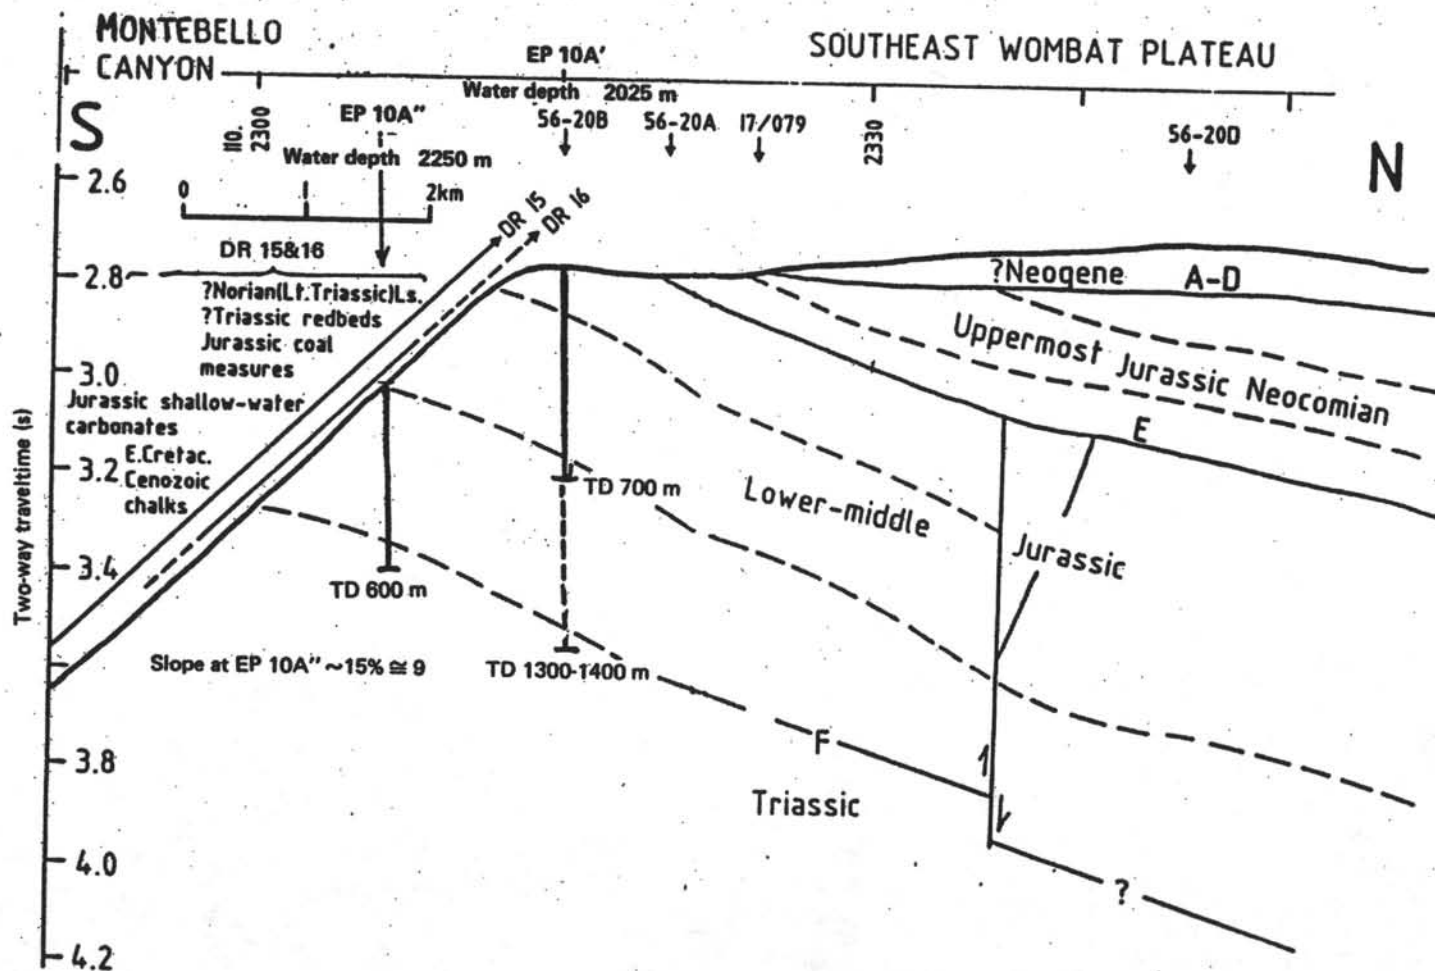 MONTEBELLO
CANYON
SOUTHEAST WOMBAT PLATEAU
EP 10A'
Water depth 2025 m
S
N
110.
2300
EP 10A"
56-20B
56-20A
17/079
2330
56-20D
Water depth 2250 m
0
1
2km
2.6
2.8
3.0
3.2
3.4
3.8
4.0
4.2
Two-way traveltime (s)
DR 15
DR 16
DR 15&16
?Norian(Lt.Triassic)Ls.
?Triassic redbeds
Jurassic coal
measures
Jurassic shallow-water
carbonates
E.Cretac.
Cenozoic
chalks
?Neogene A-D
Uppermost Jurassic Neocomian
E
Lower-middle
Jurassic
TD 700 m
TD 600 m
TD 1300-1400 m
Slope at EP 10A" ~15% ≅ 9
F
Triassic
?